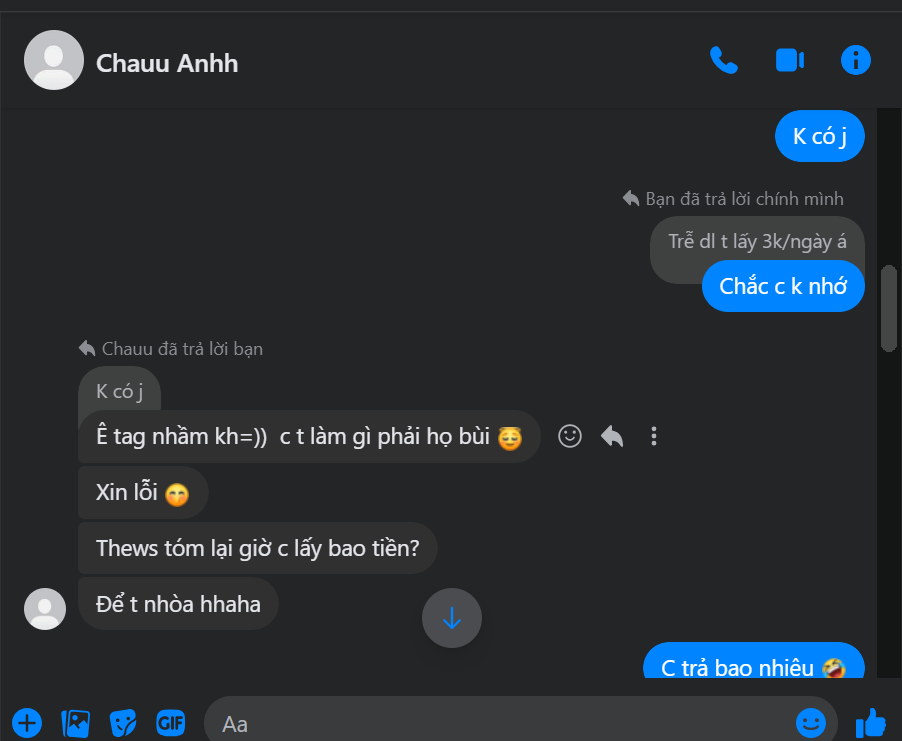 Chauu Anhh
K có j
Bạn đã trả lời chính mình
Trễ dl t lấy 3k/ngày á
Chắc c k nhớ
Chauu đã trả lời bạn
K có j
Ê tag nhầm kh=)) c t làm gì phải họ bùi 😇
Xin lỗi 🤭
Thews tóm lại giờ c lấy bao tiền?
Để t nhòa hhaha
C trả bao nhiêu 🤣
GIF
Aa